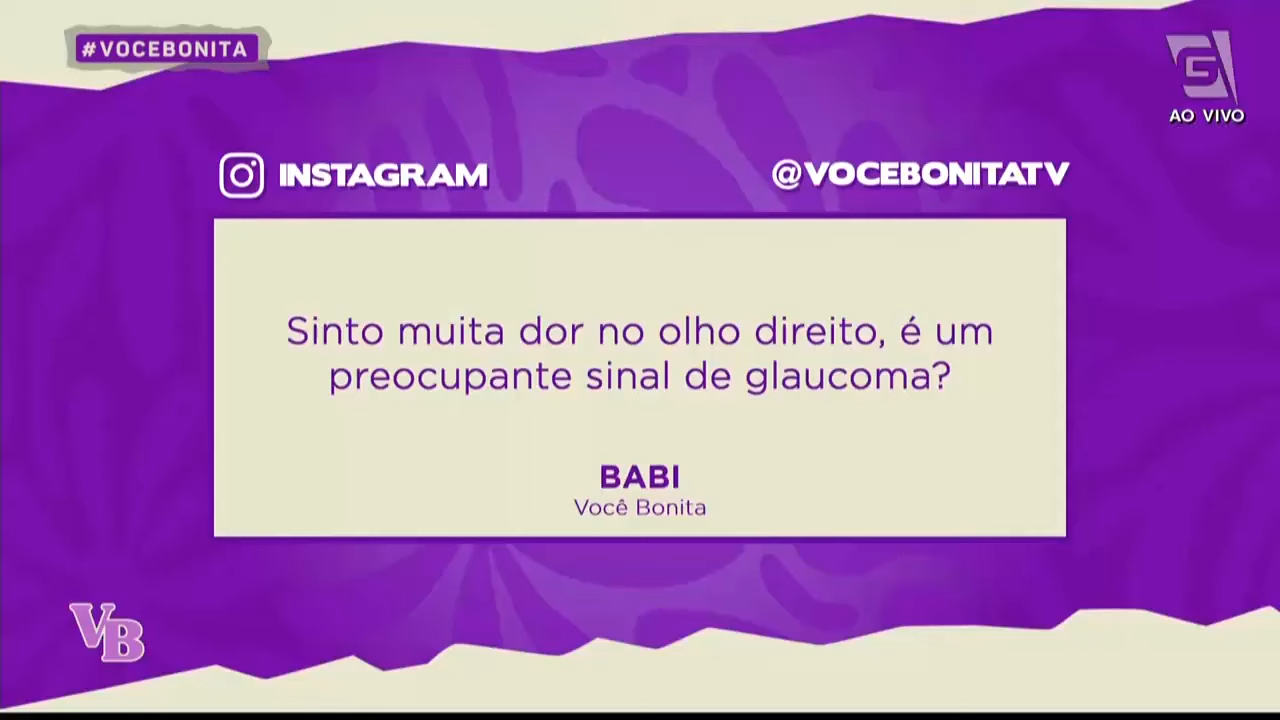 #VOCEBONITA
G
AO VIVO
INSTAGRAM
@VOCEBONITATV
Sinto muita dor no olho direito, é um
preocupante sinal de glaucoma?
BABI
Você Bonita
VB